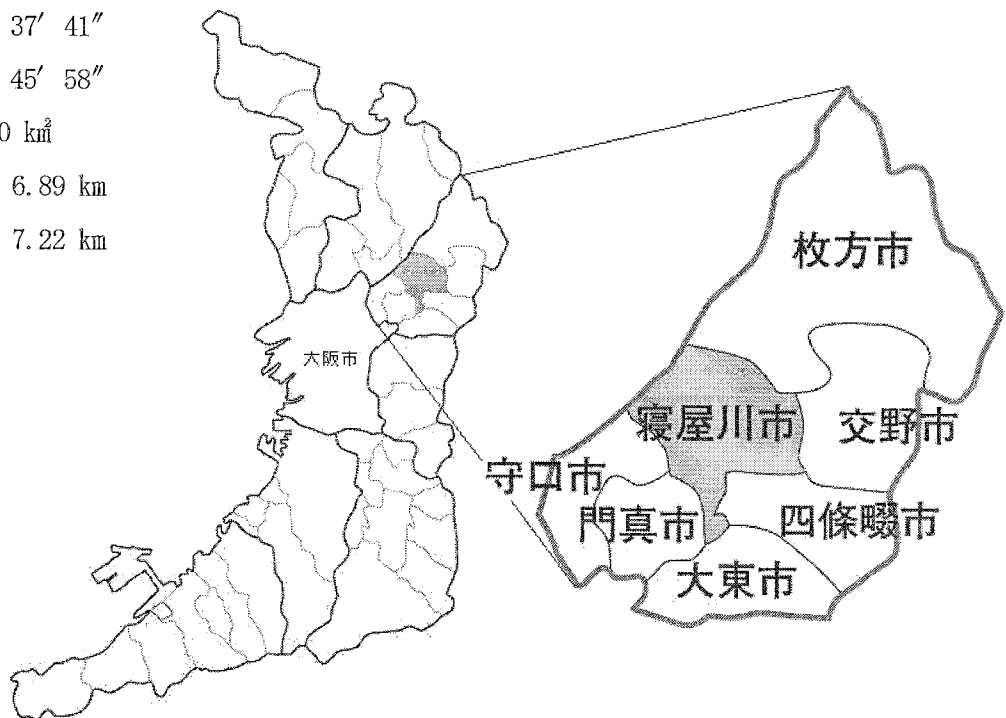 37′ 41″
45′ 58″
0 km²
6.89 km
7.22 km
大阪市
枚方市
寝屋川市
交野市
守口市
門真市
四條畷市
大東市